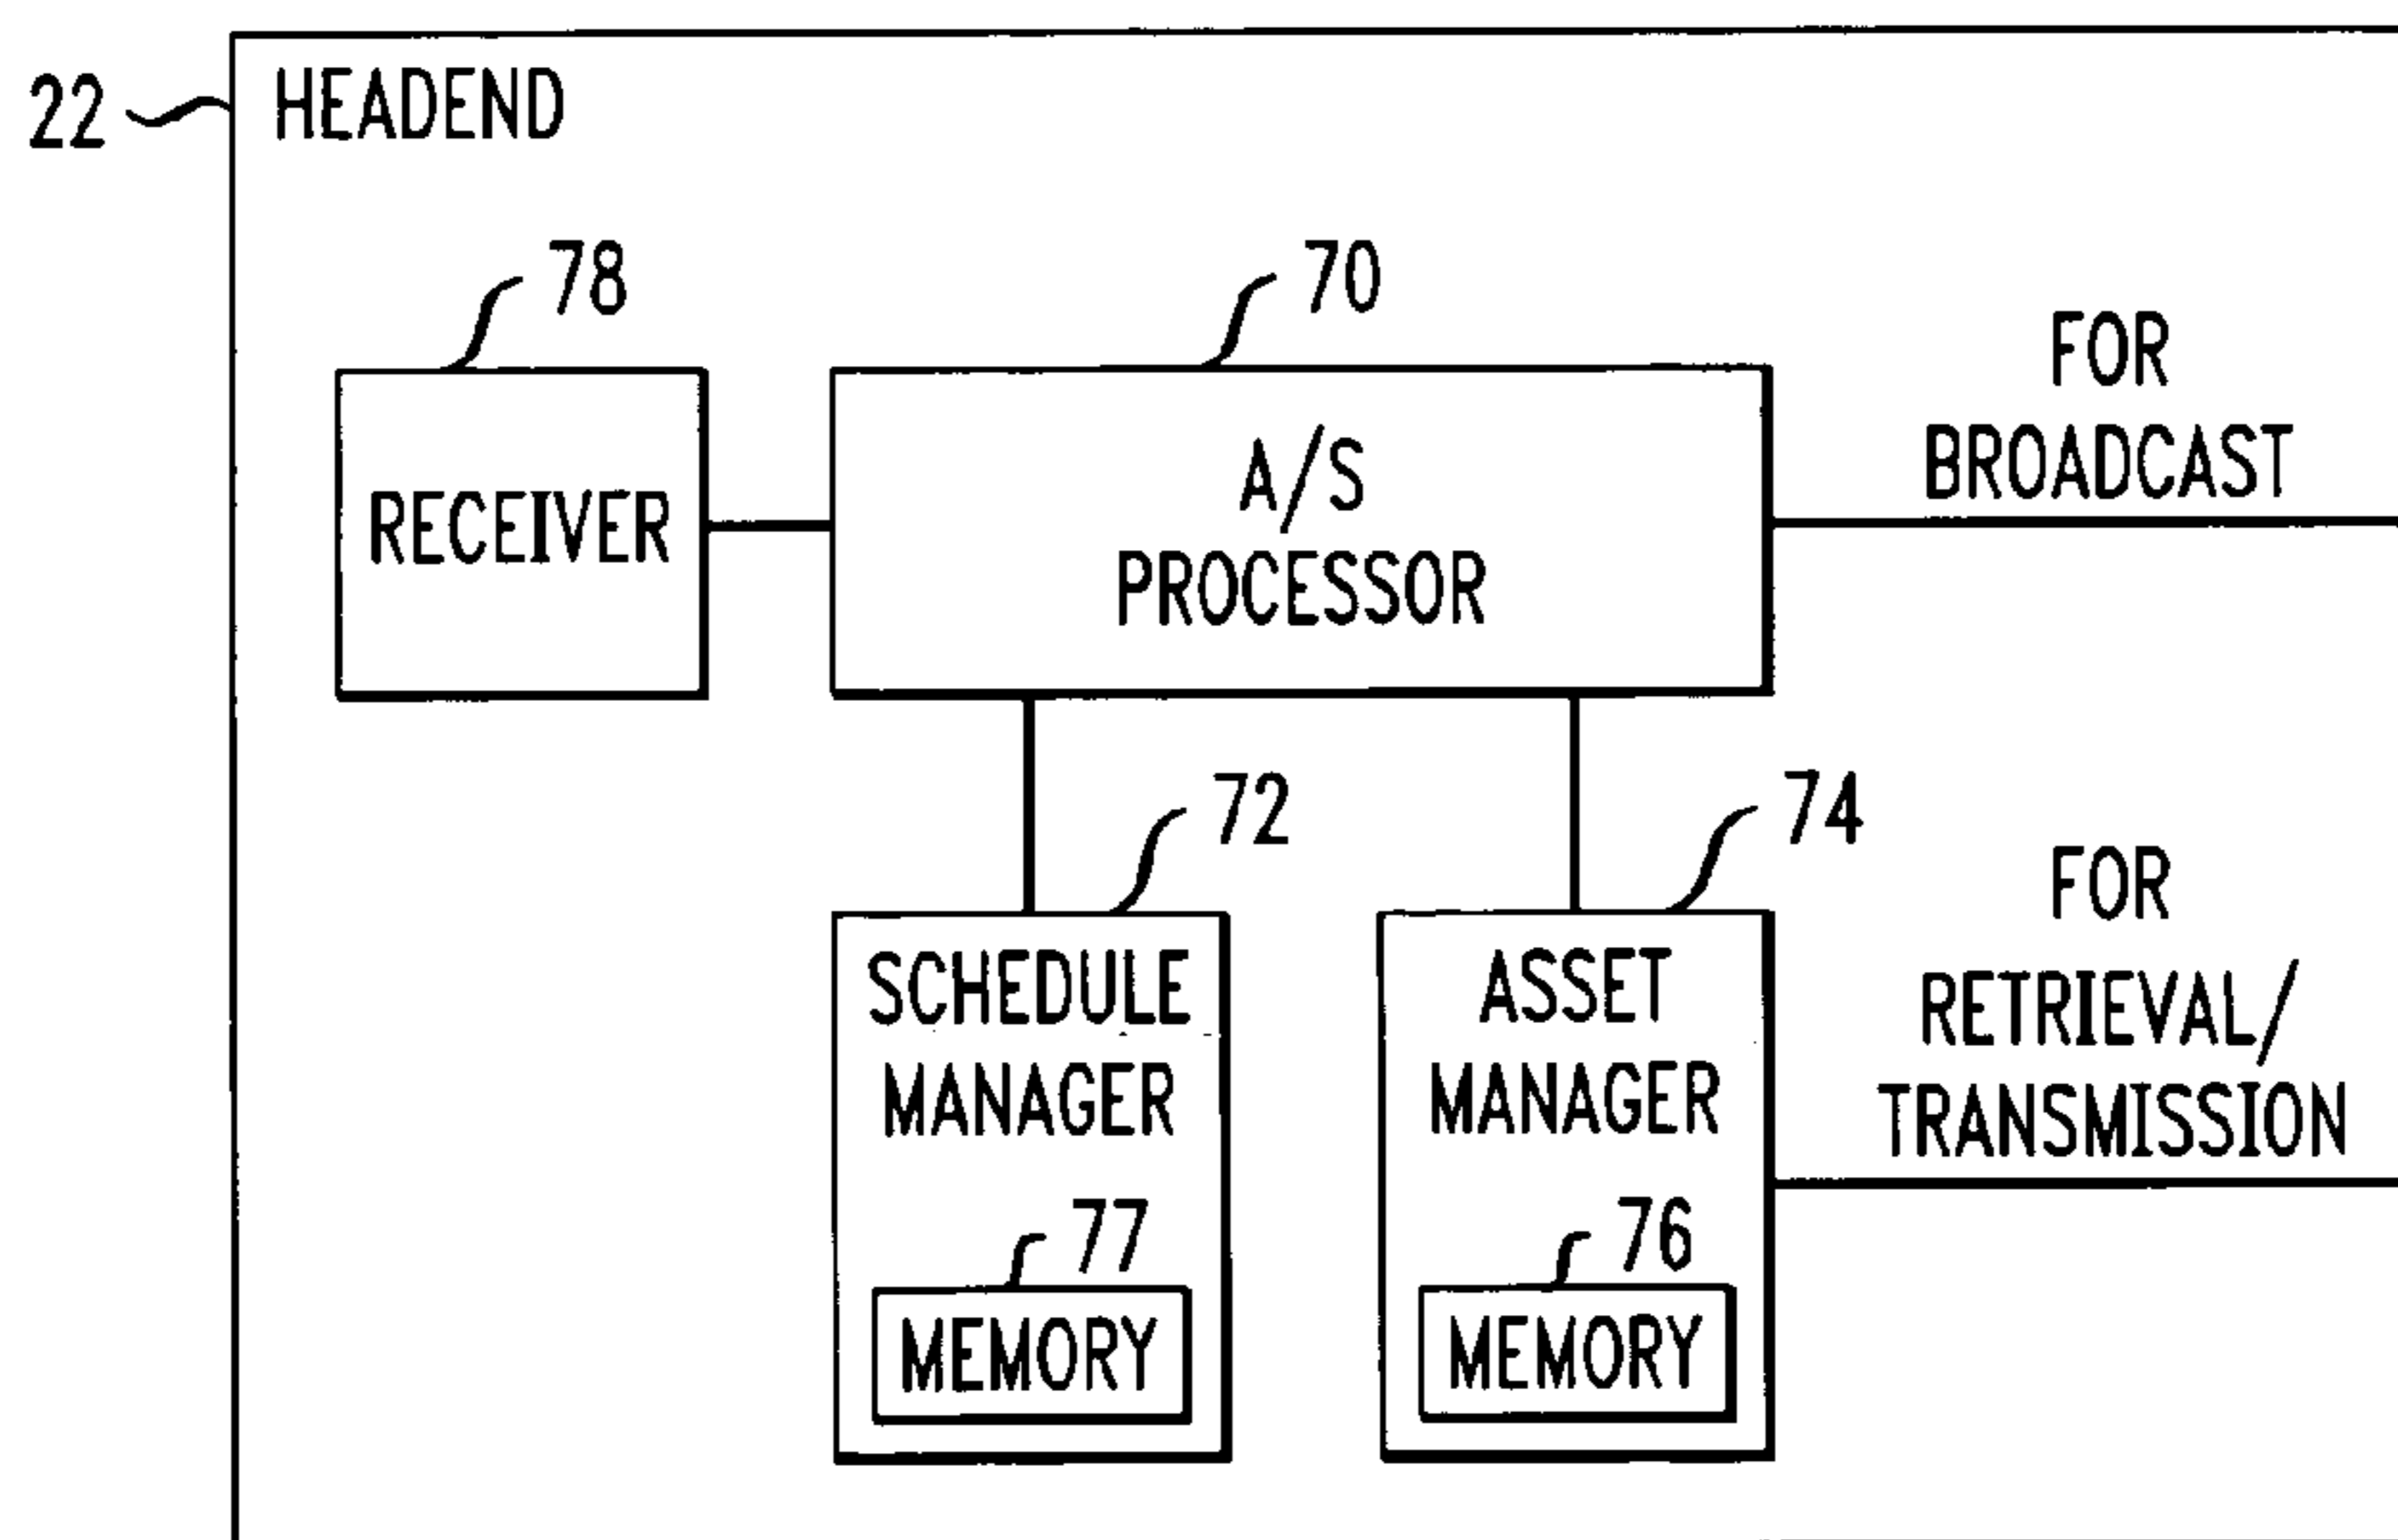 22
HEADEND
78
70
RECEIVER
A/S
PROCESSOR
FOR
BROADCAST
72
74
SCHEDULE
MANAGER
77
MEMORY
ASSET
MANAGER
76
MEMORY
FOR
RETRIEVAL/
TRANSMISSION